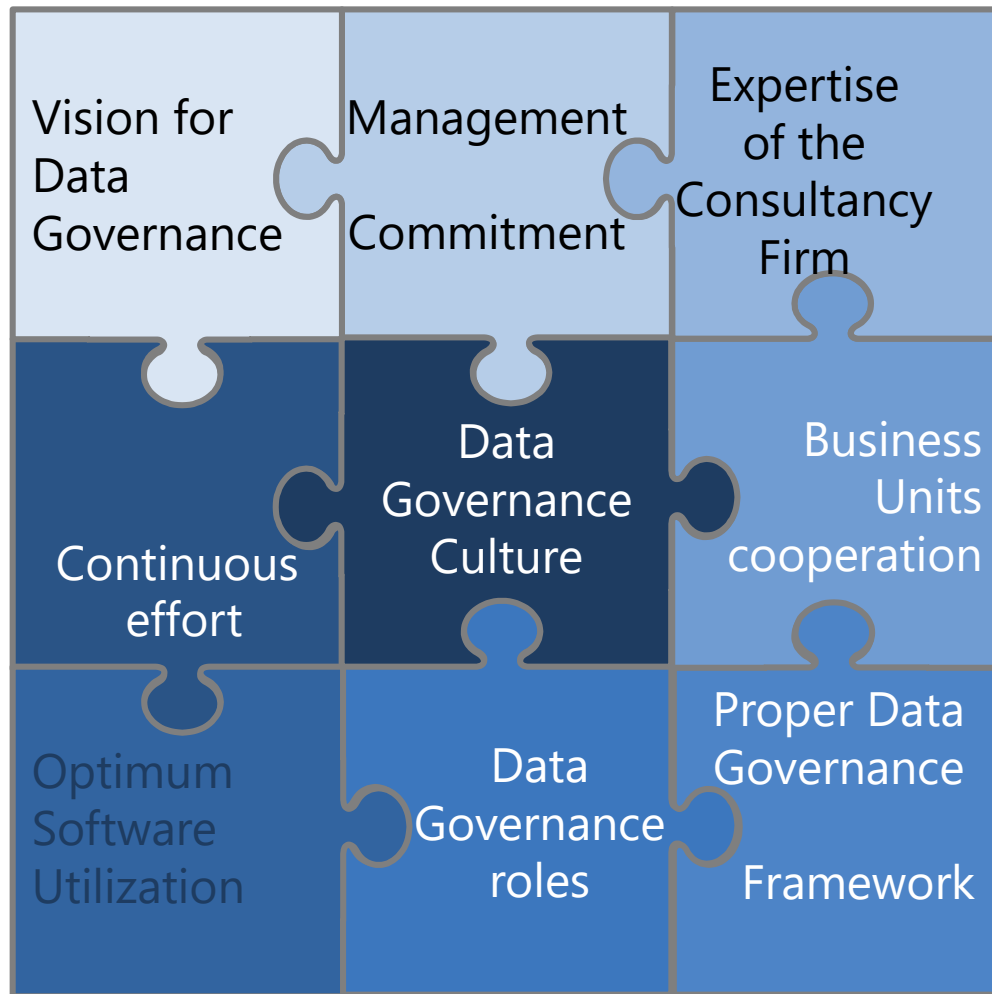 Vision for
Data
Governance
Management
Commitment
Expertise
of the
Consultancy
Firm
Continuous
effort
Data
Governance
Culture
Business
Units
cooperation
Optimum
Software
Utilization
Data
Governance
roles
Proper Data
Governance
Framework